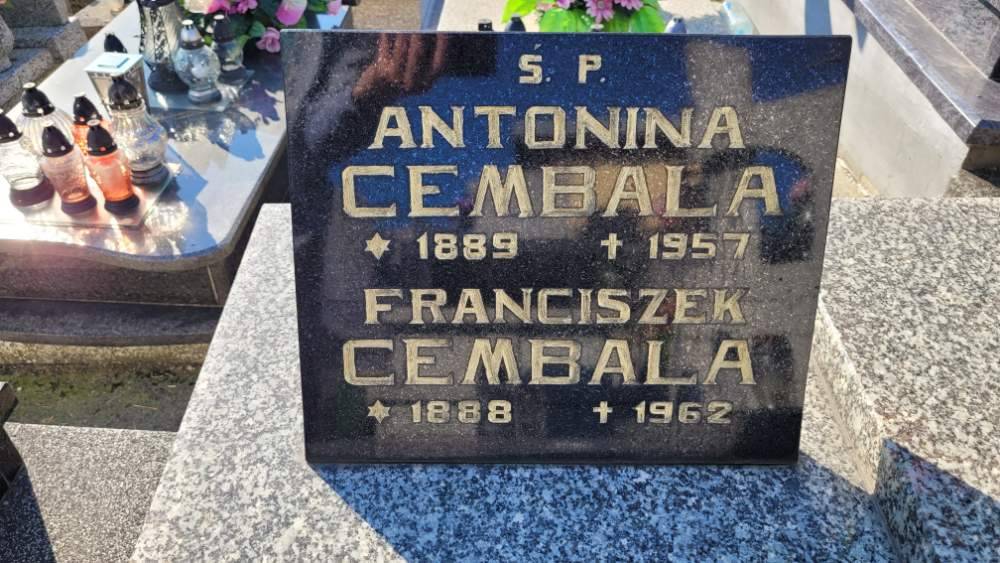 Ś. P.
ANTONINA
CEMBALA
* 1889 † 1957
FRANCISZEK
CEMBALA
* 1888 † 1962